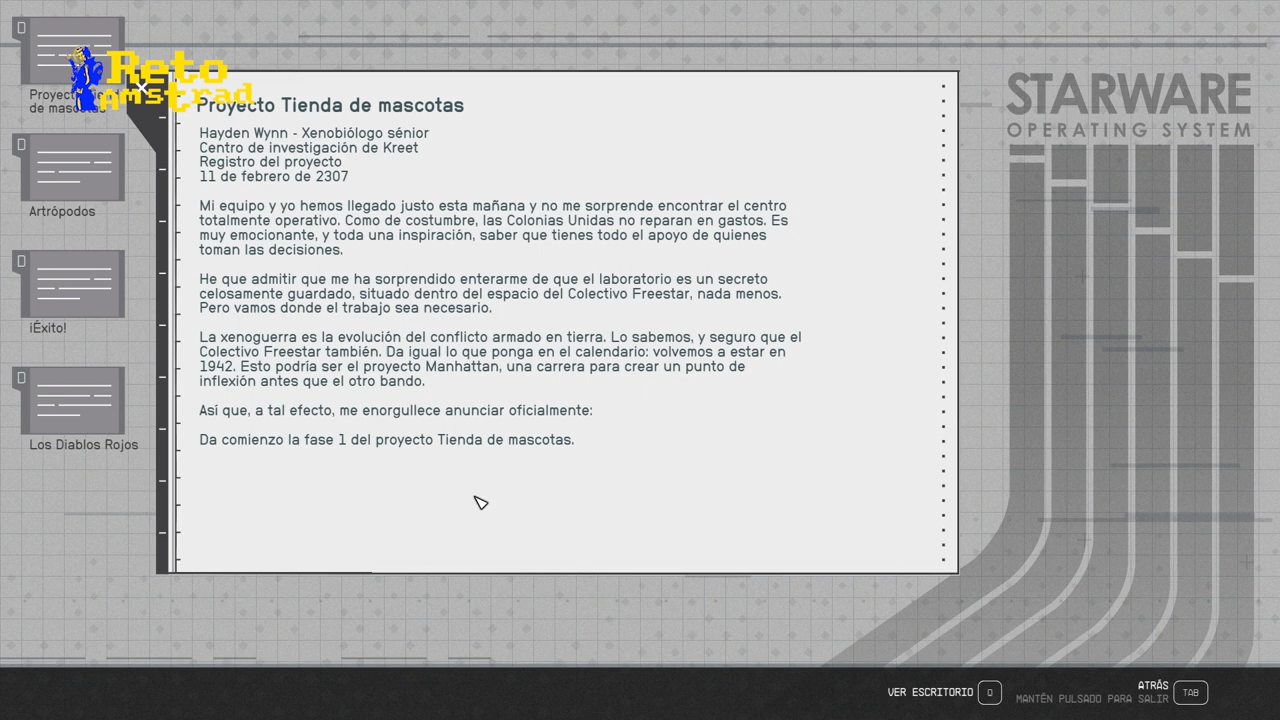 Proyecto
de mascotas
Reto
Amstrad
Artrópodos
¡Éxito!
Los Diablos Rojos
Proyecto Tienda de mascotas
Hayden Wynn - Xenobiólogo sénior
Centro de investigación de Kreet
Registro del proyecto
11 de febrero de 2307
Mi equipo y yo hemos llegado justo esta mañana y no me sorprende encontrar el centro
totalmente operativo. Como de costumbre, las Colonias Unidas no reparan en gastos. Es
muy emocionante, y toda una inspiración, saber que tienes todo el apoyo de quienes
toman las decisiones.
He que admitir que me ha sorprendido enterarme de que el laboratorio es un secreto
celosamente guardado, situado dentro del espacio del Colectivo Freestar, nada menos.
Pero vamos donde el trabajo sea necesario.
La xenoguerra es la evolución del conflicto armado en tierra. Lo sabemos, y seguro que el
Colectivo Freestar también. Da igual lo que ponga en el calendario: volvemos a estar en
1942. Esto podría ser el proyecto Manhattan, una carrera para crear un punto de
inflexión antes que el otro bando.
Así que, a tal efecto, me enorgullece anunciar oficialmente:
Da comienzo la fase 1 del proyecto Tienda de mascotas.
STARWARE
OPERATING SYSTEM
VER ESCRITORIO Q
ATRÁS
MANTÉN PULSADO PARA SALIR TAB